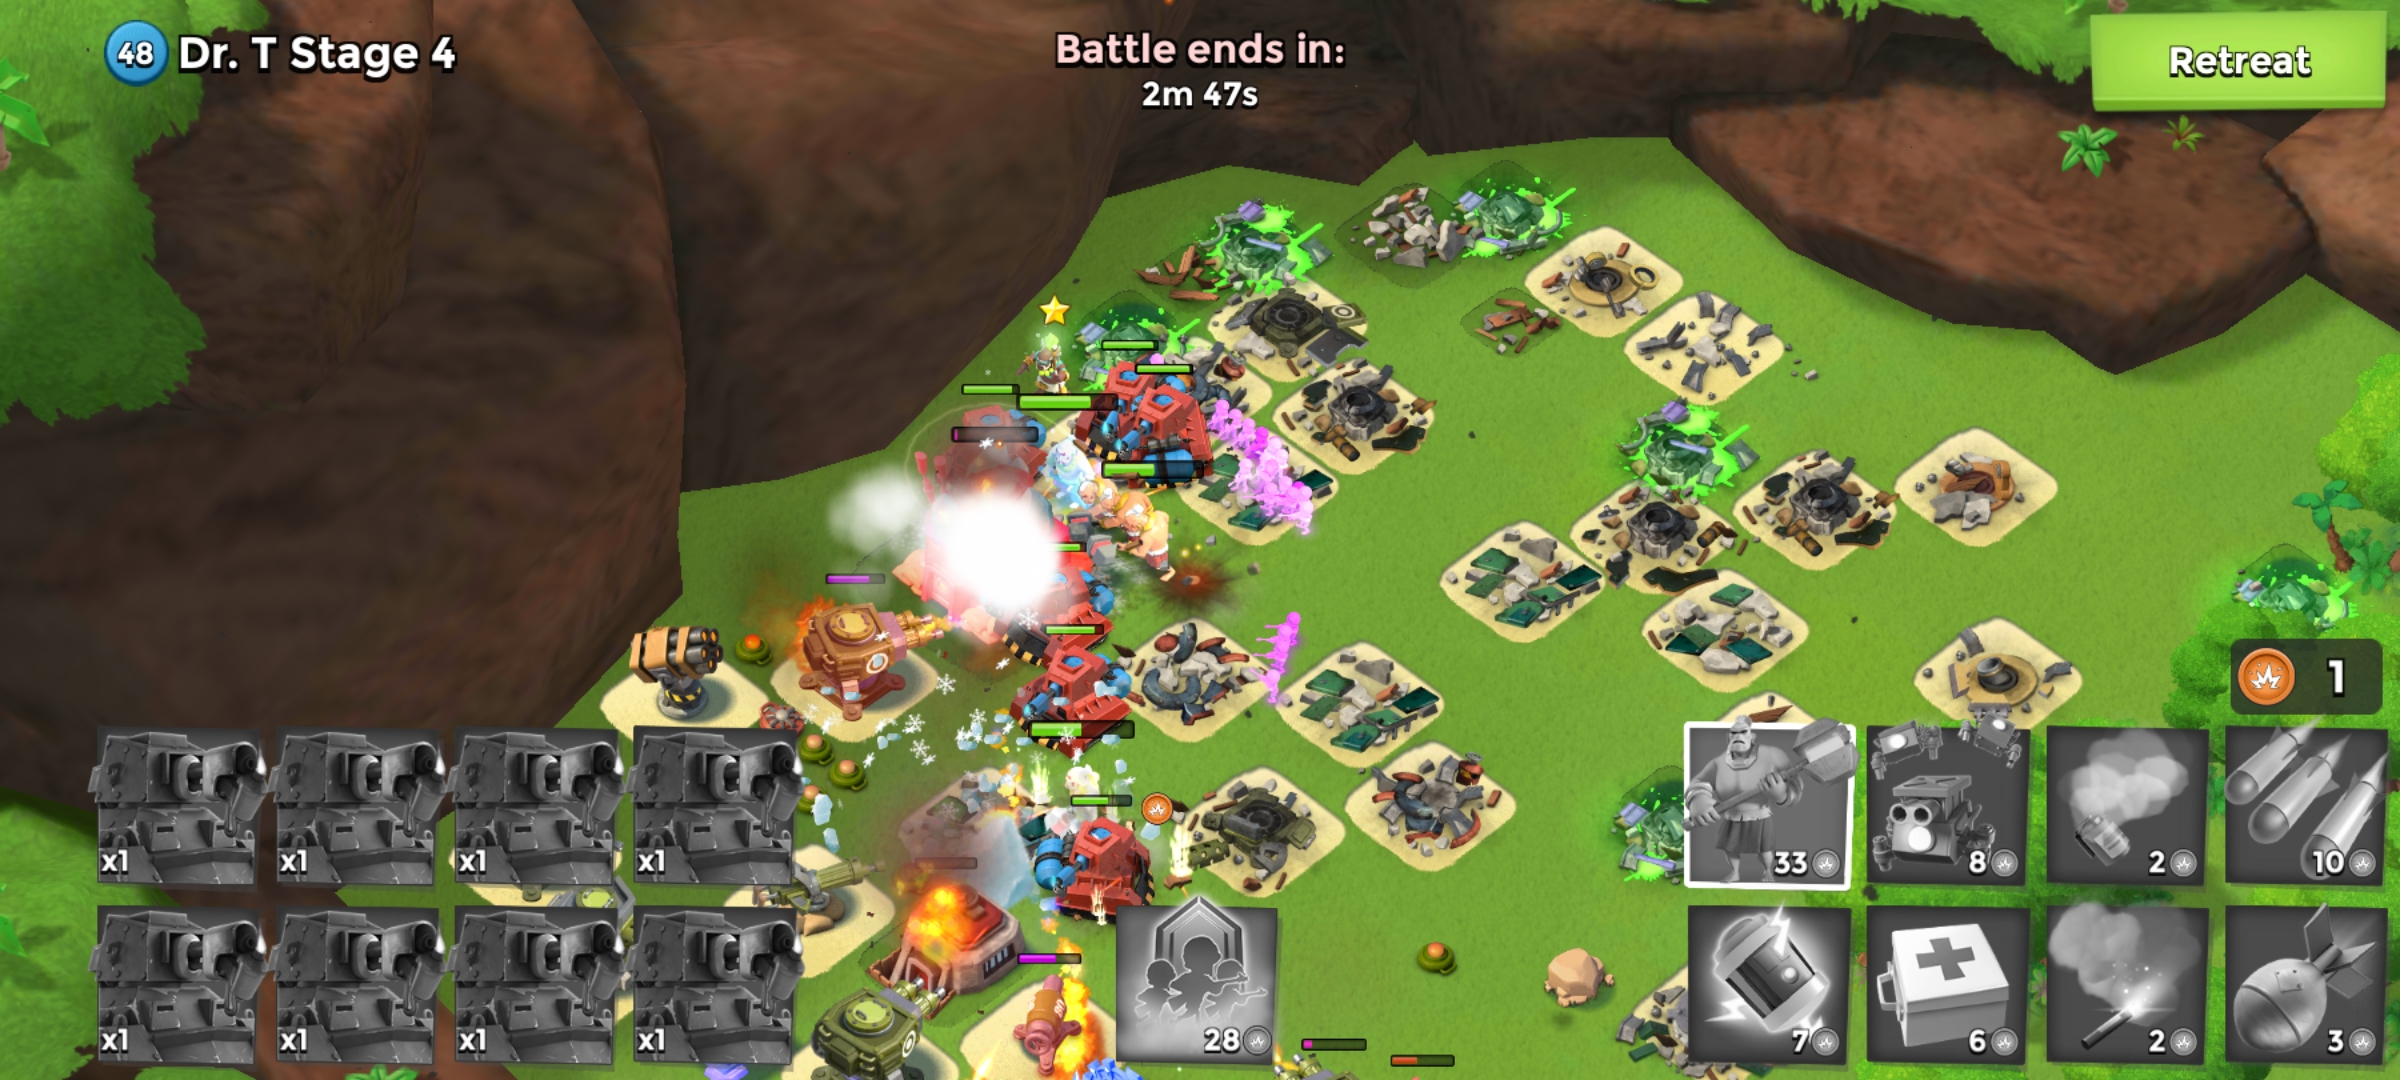 48 Dr. T Stage 4
Battle ends in:
2m 47s
Retreat
1
x1 x1 x1 x1
33 8 2 10
x1 x1 x1 x1
28
7 6 2 3